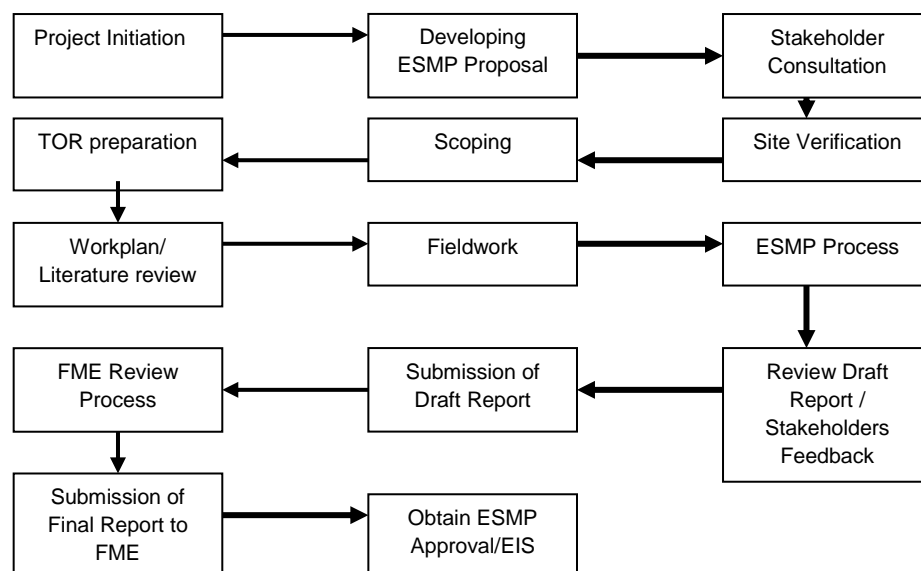 Project Initiation
Developing
ESMP Proposal
Stakeholder
Consultation
TOR preparation
Scoping
Site Verification
Workplan/
Literature review
Fieldwork
ESMP Process
FME Review
Process
Submission of
Draft Report
Review Draft
Report /
Stakeholders
Feedback
Submission of
Final Report to
FME
Obtain ESMP
Approval/EIS